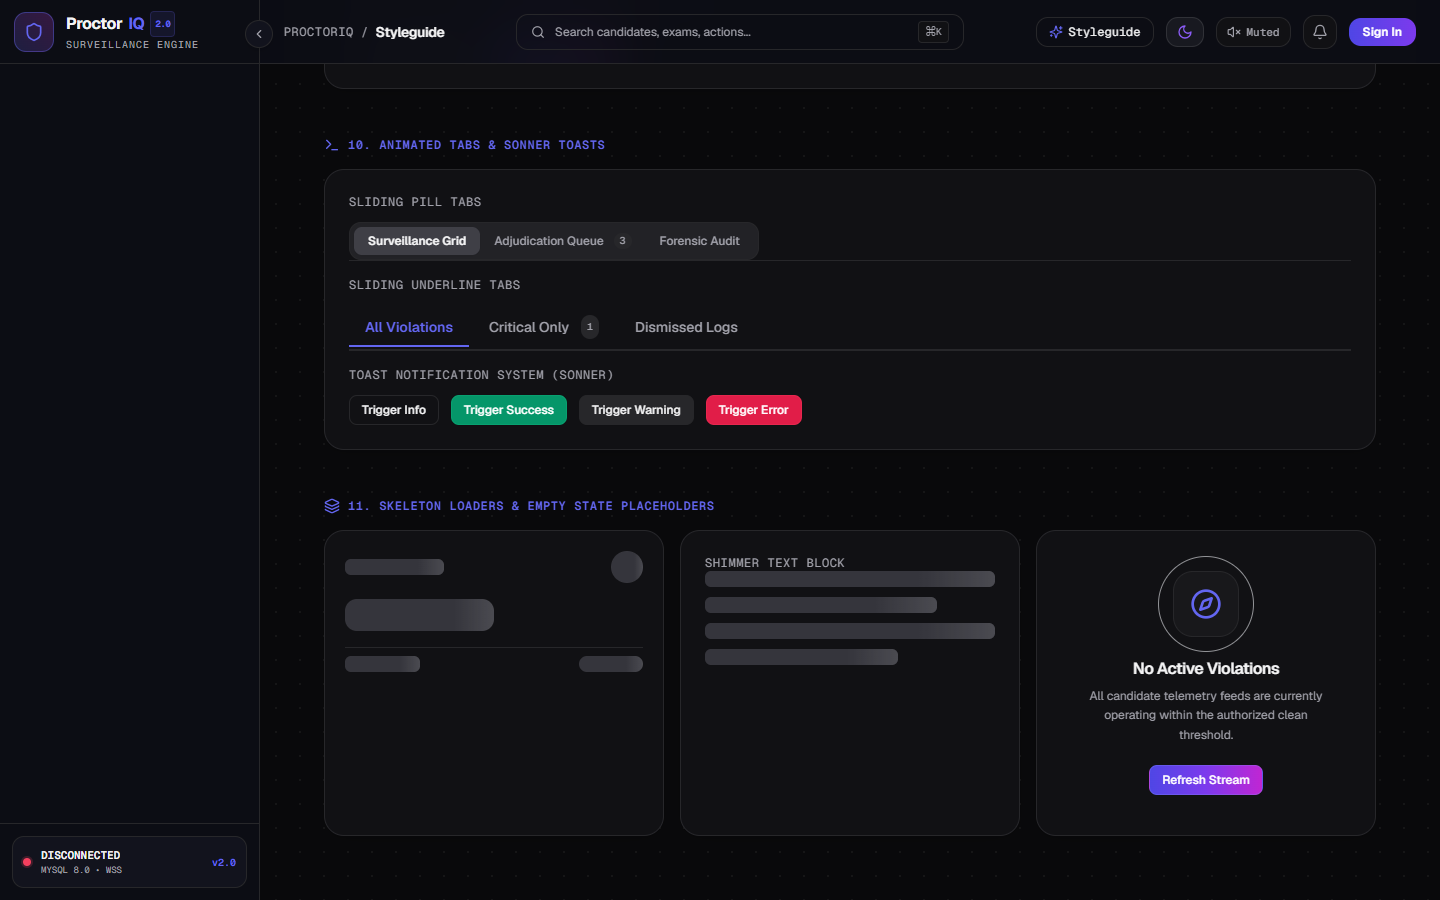 Proctor IQ 2.0
SURVEILLANCE ENGINE
PROCTORIQ / Styleguide
Search candidates, exams, actions...
⌘K
Styleguide
Muted
Sign In
10. ANIMATED TABS & SONNER TOASTS
SLIDING PILL TABS
Surveillance Grid
Adjudication Queue 3
Forensic Audit
SLIDING UNDERLINE TABS
All Violations
Critical Only 1
Dismissed Logs
TOAST NOTIFICATION SYSTEM (SONNER)
Trigger Info
Trigger Success
Trigger Warning
Trigger Error
11. SKELETON LOADERS & EMPTY STATE PLACEHOLDERS
SHIMMER TEXT BLOCK
No Active Violations
All candidate telemetry feeds are currently
operating within the authorized clean
threshold.
Refresh Stream
DISCONNECTED
MYSQL 8.0 • WSS
v2.0